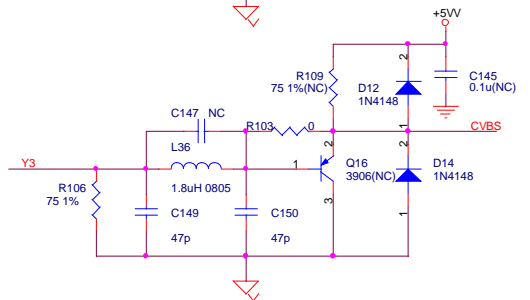 +5VV
R109
75 1%(NC)
2
D12
1N4148
1
C145
0.1u(NC)
C147 NC
R103 0
CVBS
L36
Y3
1
2
Q16
3906(NC)
3
2
D14
1N4148
1
R106
75 1%
1.8uH 0805
C149
47p
C150
47p